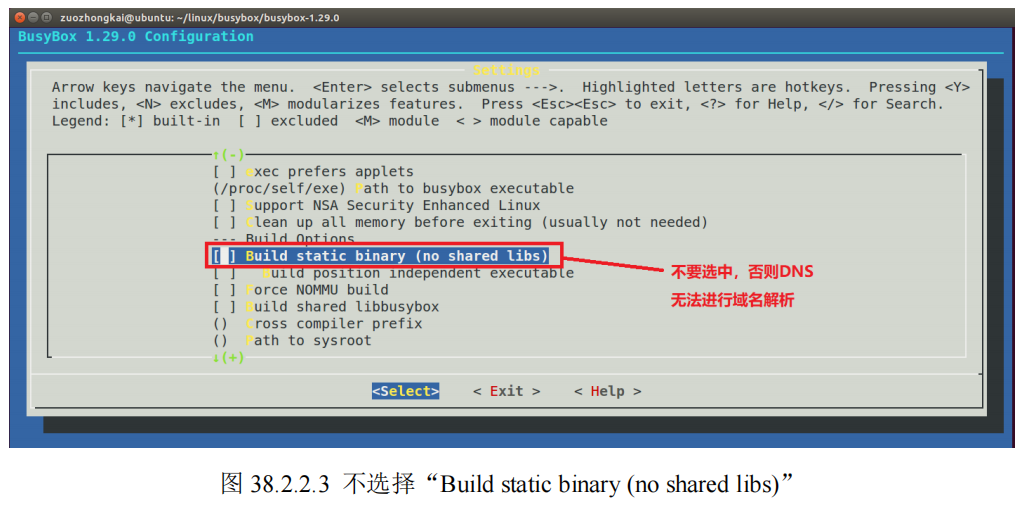 zuozhongkai@ubuntu: ~/linux/busybox/busybox-1.29.0
BusyBox 1.29.0 Configuration
Settings
Arrow keys navigate the menu.  <Enter> selects submenus --->.  Highlighted letters are hotkeys.  Pressing <Y>
includes, <N> excludes, <M> modularizes features.  Press <Esc><Esc> to exit, <?> for Help, </> for Search.
Legend: [*] built-in  [ ] excluded  <M> module  < > module capable
↑(-)
[ ] exec prefers applets
(/proc/self/exe) Path to busybox executable
[ ] Support NSA Security Enhanced Linux
[ ] Clean up all memory before exiting (usually not needed)
--- Build Options
[ ] Build static binary (no shared libs)
[ ]   Build position independent executable
[ ] Force NOMMU build
[ ] Build shared libbusybox
()  Cross compiler prefix
()  Path to sysroot
↓(+)
不要选中，否则DNS
无法进行域名解析
<Select>    < Exit >    < Help >
图 38.2.2.3 不选择“Build static binary (no shared libs)”